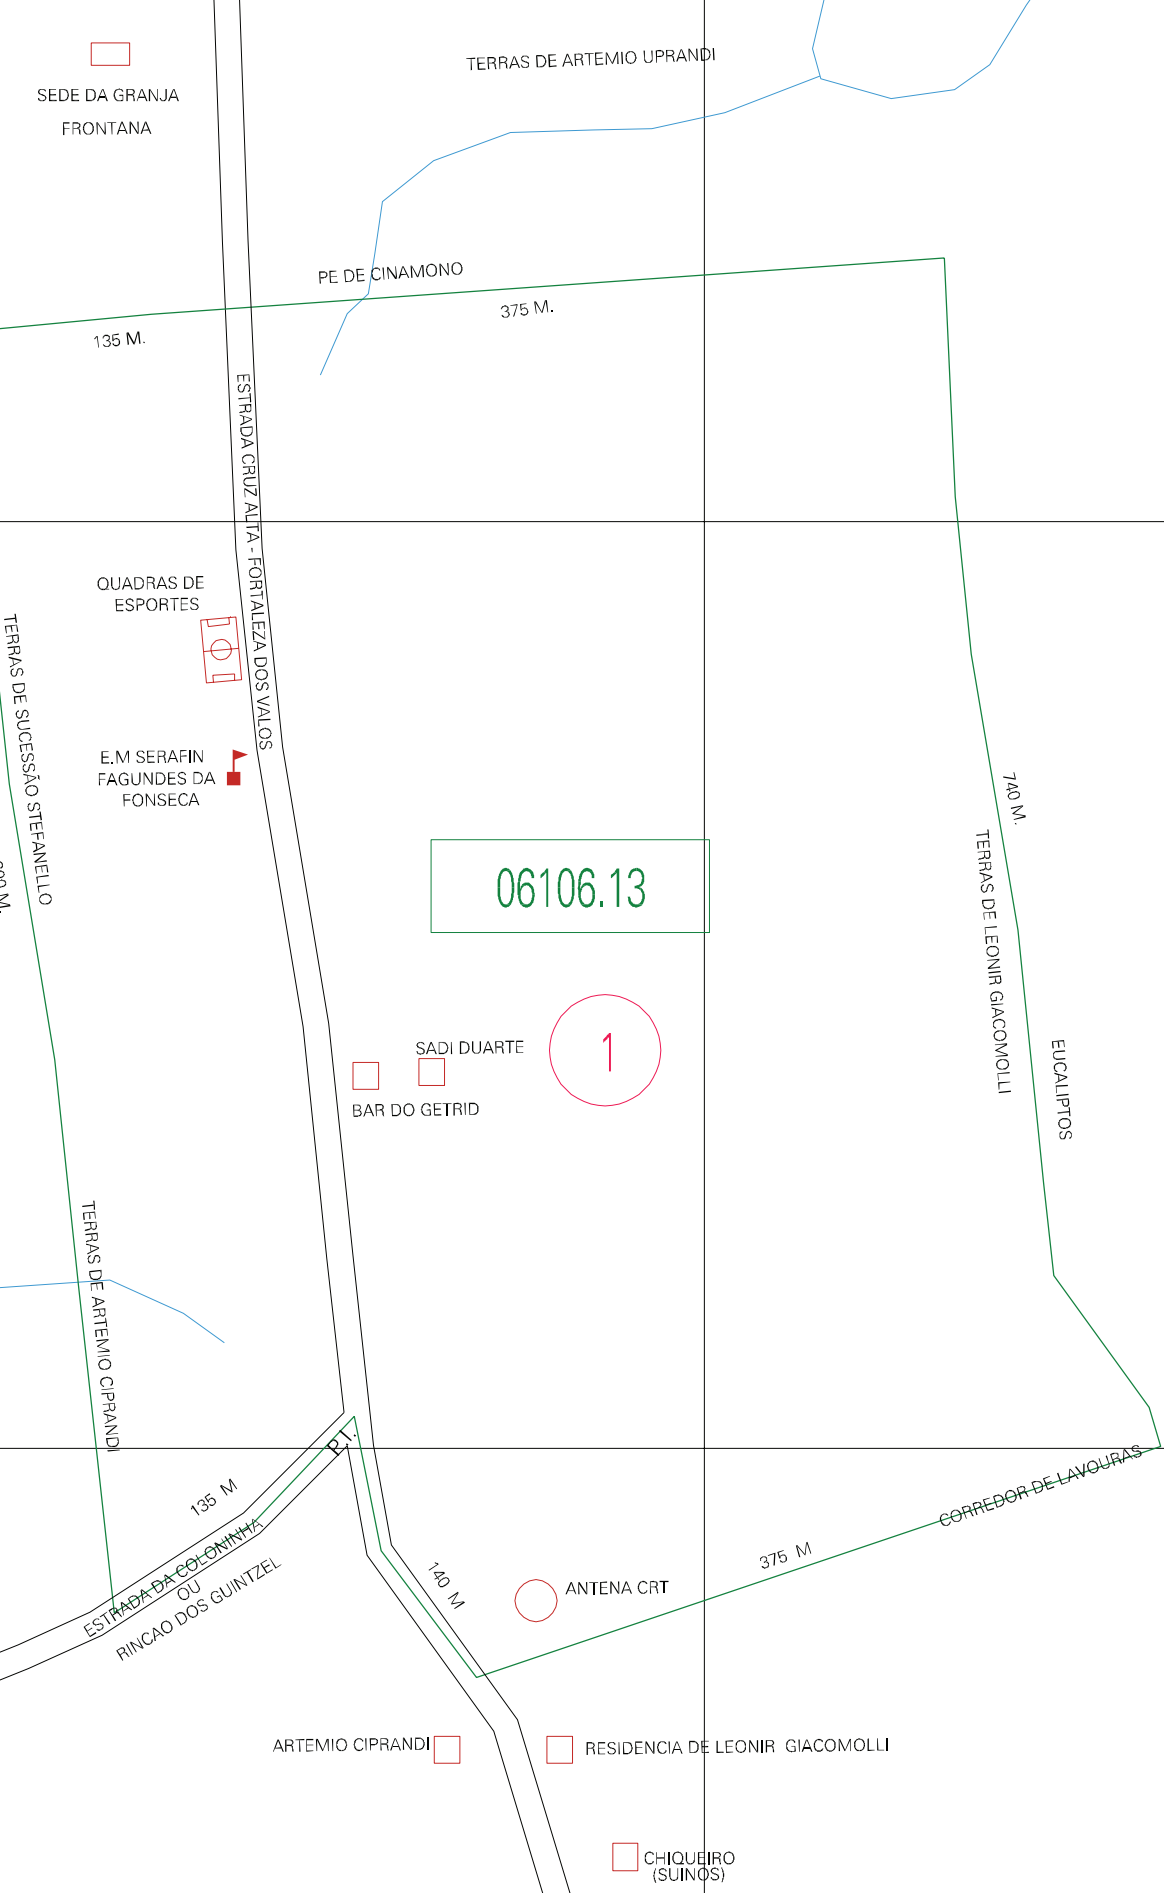 TERRAS DE ARTEMIO UPRANDI
SEDE DA GRANJA
FRONTANA
PE DE CINAMONO
375 M.
135 M.
ESTRADA CRUZ ALTA - FORTALEZA DOS VALOS
QUADRAS DE
ESPORTES
TERRAS DE SUCESSÃO STEFANELLO
E.M SERAFIN
FAGUNDES DA
FONSECA
740 M.
TERRAS DE LEONIR GIACOMOLLI
06106.13
M.
SADI DUARTE
1
BAR DO GETRID
EUCALIPTOS
TERRAS DE ARTEMIO CIPRANDI
P.I.
135 M
CORREDOR DE LAVOURAS
375 M
ESTRADA DA COLONINHA
OU
RINCAO DOS GUINTZEL
140 M
ANTENA CRT
ARTEMIO CIPRANDI
RESIDENCIA DE LEONIR GIACOMOLLI
CHIQUEIRO
(SUINOS)